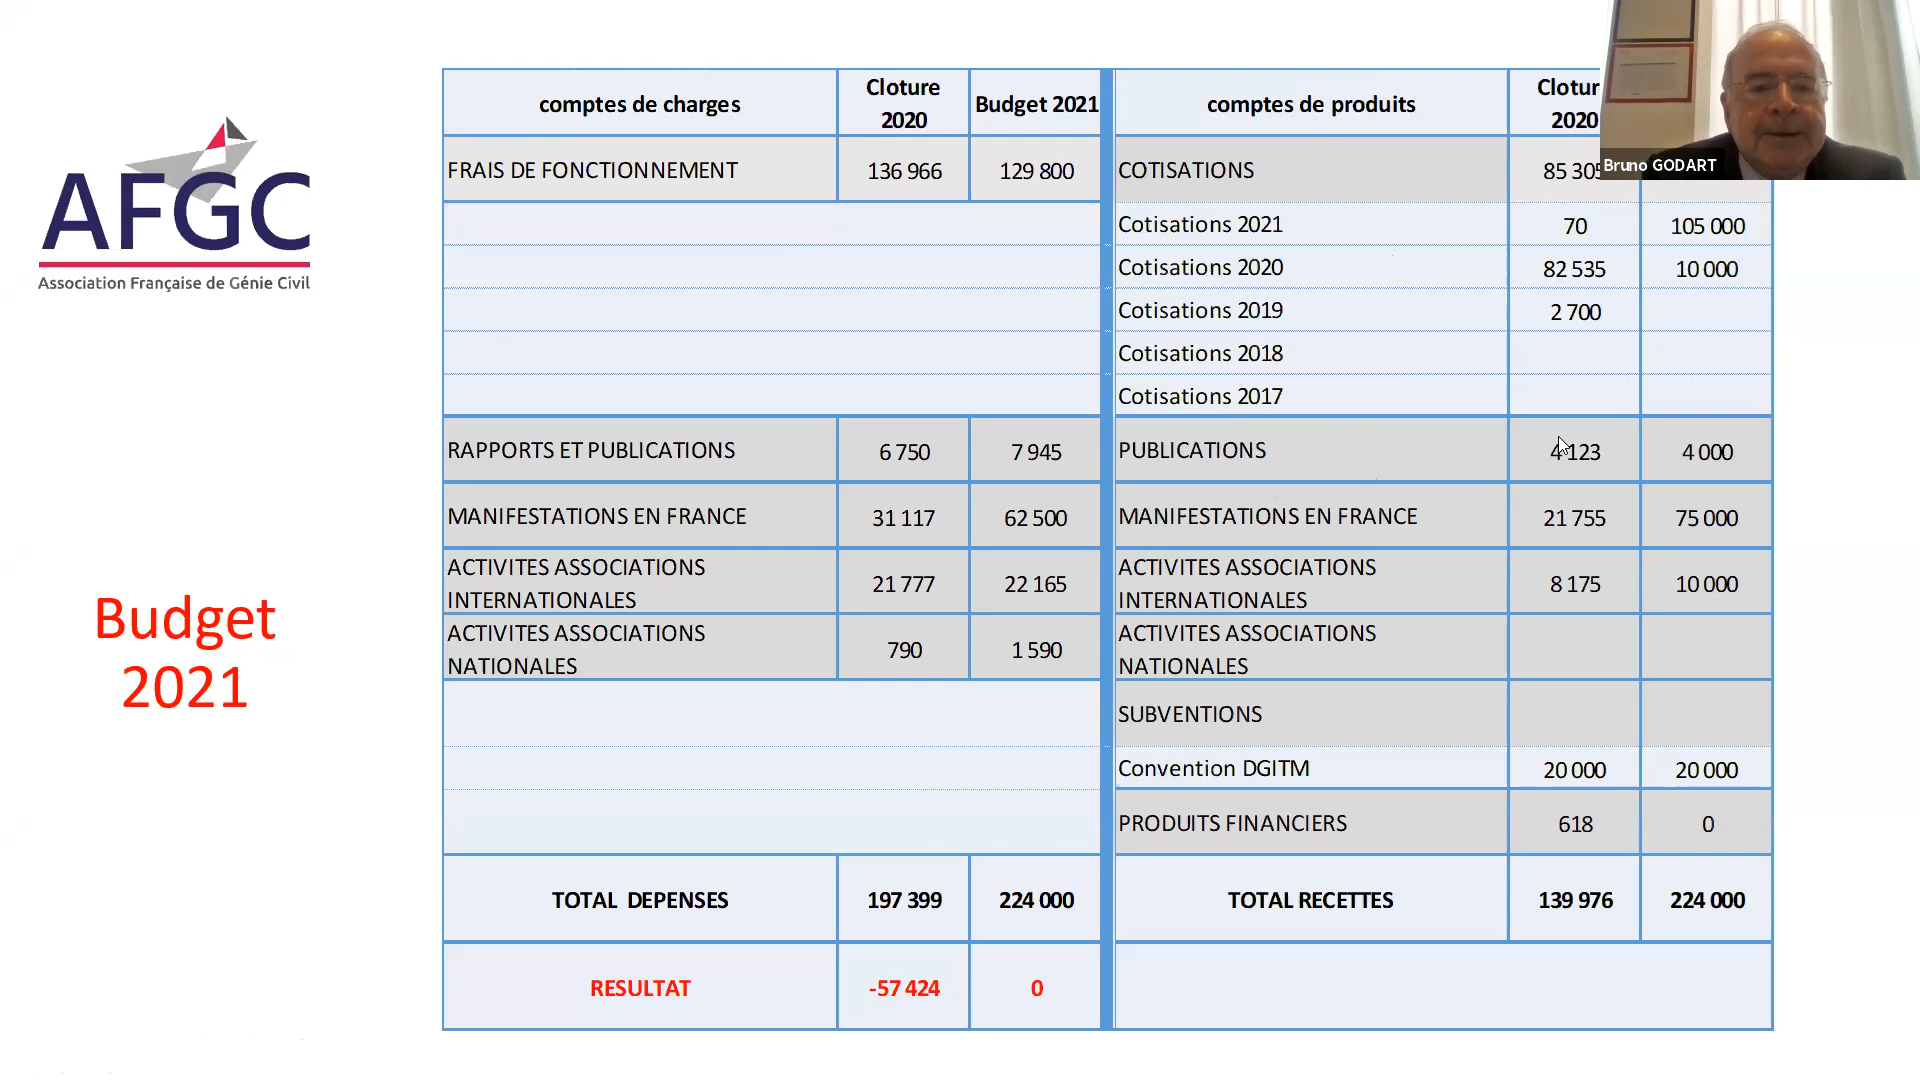 AFGC
Association Française de Génie Civil
Budget
2021
comptes de charges Cloture 2020 Budget 2021 comptes de produits 2020
FRAIS DE FONCTIONNEMENT 136 966 129 800 COTISATIONS
Cotisations 2021 70 105 000
Cotisations 2020 82 535 10 000
Cotisations 2019 2 700
Cotisations 2018
Cotisations 2017
RAPPORTS ET PUBLICATIONS 6 750 7 945 PUBLICATIONS 4 123 4 000
MANIFESTATIONS EN FRANCE 31 117 62 500 MANIFESTATIONS EN FRANCE 21 755 75 000
ACTIVITES ASSOCIATIONS INTERNATIONALES 21 777 22 165 ACTIVITES ASSOCIATIONS INTERNATIONALES 8 175 10 000
ACTIVITES ASSOCIATIONS NATIONALES 790 1 590 ACTIVITES ASSOCIATIONS NATIONALES
SUBVENTIONS
Convention DGITM 20 000 20 000
PRODUITS FINANCIERS 618 0
TOTAL DEPENSES 197 399 224 000 TOTAL RECETTES 139 976 224 000
RESULTAT -57 424 0
Bruno GODART